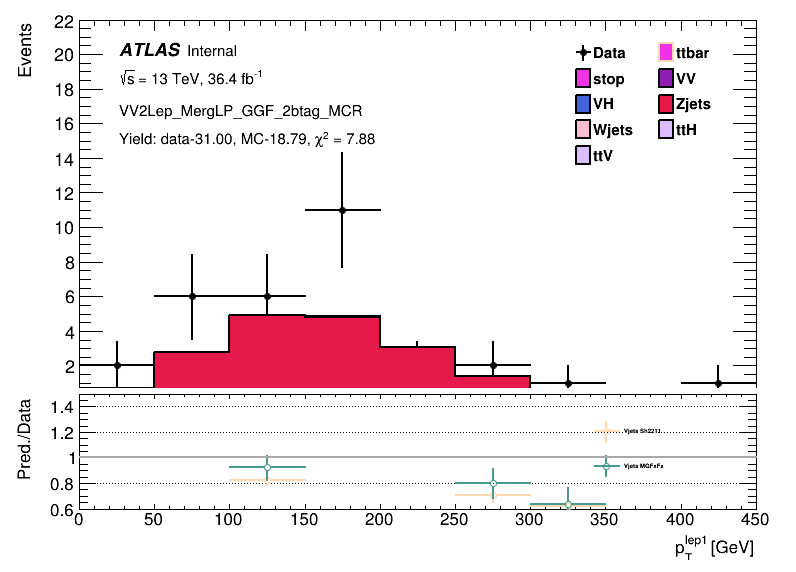 Events
22
20
18
16
14
12
10
8
6
4
2
ATLAS Internal
√s = 13 TeV, 36.4 fb⁻¹
VV2Lep_MergLP_GGF_2btag_MCR
Yield: data-31.00, MC-18.79, χ² = 7.88
Data ttbar
stop VV
VH Zjets
Wjets ttH
ttV
Pred./Data
1.4
1.2
1
0.8
0.6
Vjets Sh2211
Vjets MGFxFx
0 50 100 150 200 250 300 350 400 450
p_T^lep1 [GeV]